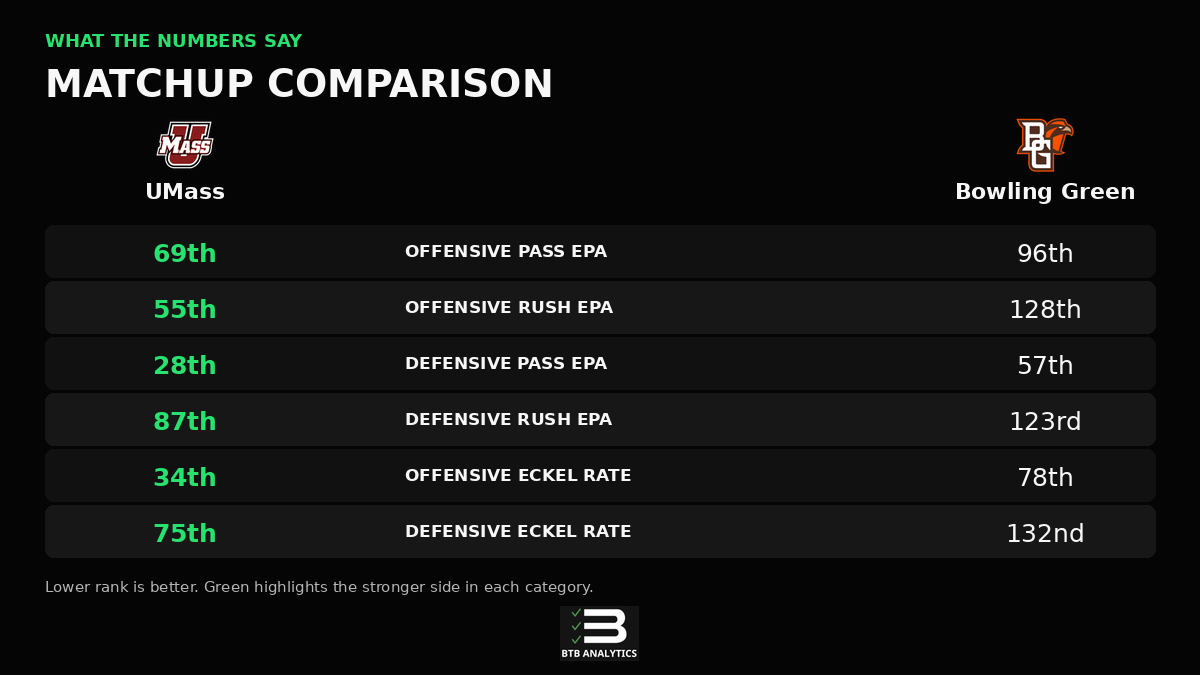 WHAT THE NUMBERS SAY
MATCHUP COMPARISON
U MASS
BG
UMass
Bowling Green
69th OFFENSIVE PASS EPA 96th
55th OFFENSIVE RUSH EPA 128th
28th DEFENSIVE PASS EPA 57th
87th DEFENSIVE RUSH EPA 123rd
34th OFFENSIVE ECKEL RATE 78th
75th DEFENSIVE ECKEL RATE 132nd
Lower rank is better. Green highlights the stronger side in each category.
B
BTB ANALYTICS